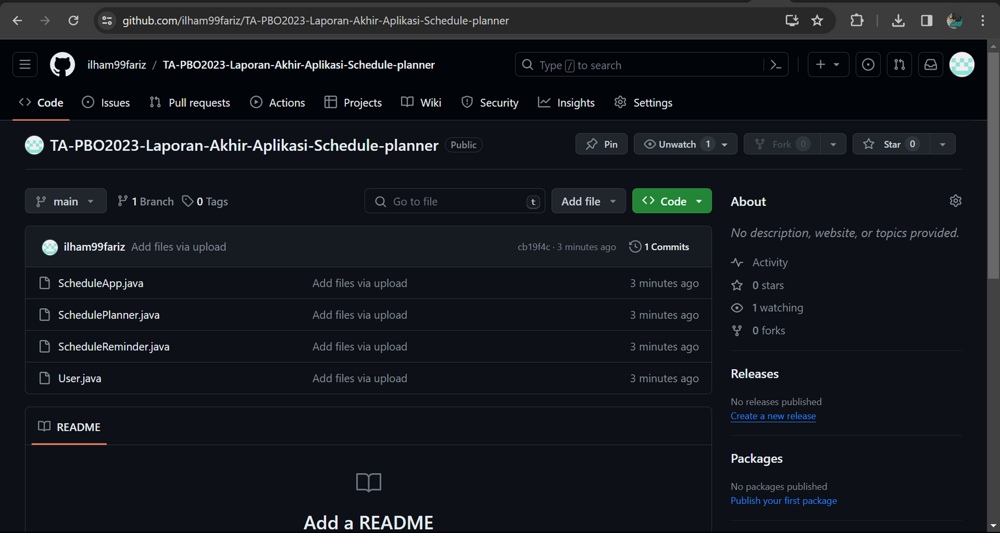 github.com/ilham99fariz/TA-PBO2023-Laporan-Akhir-Aplikasi-Schedule-planner
ilham99fariz / TA-PBO2023-Laporan-Akhir-Aplikasi-Schedule-planner
Type / to search
Code Issues Pull requests Actions Projects Wiki Security Insights Settings
TA-PBO2023-Laporan-Akhir-Aplikasi-Schedule-planner Public
Pin Unwatch 1 Fork 0 Star 0
main 1 Branch 0 Tags Go to file t Add file Code
ilham99fariz Add files via upload cb19f4c · 3 minutes ago 1 Commits
ScheduleApp.java Add files via upload 3 minutes ago
SchedulePlanner.java Add files via upload 3 minutes ago
ScheduleReminder.java Add files via upload 3 minutes ago
User.java Add files via upload 3 minutes ago
README
Add a README
About
No description, website, or topics provided.
Activity
0 stars
1 watching
0 forks
Releases
No releases published
Create a new release
Packages
No packages published
Publish your first package